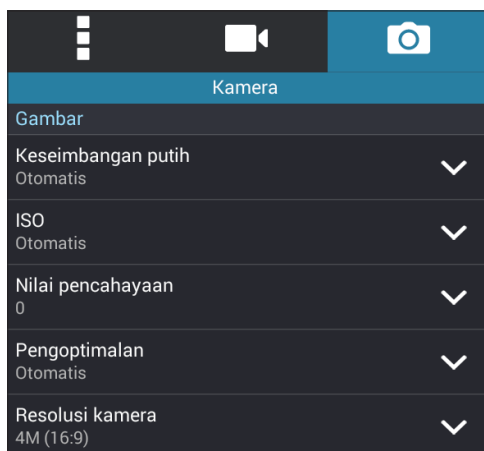 Kamera
Gambar
Keseimbangan putih
Otomatis
ISO
Otomatis
Nilai pencahayaan
0
Pengoptimalan
Otomatis
Resolusi kamera
4M (16:9)